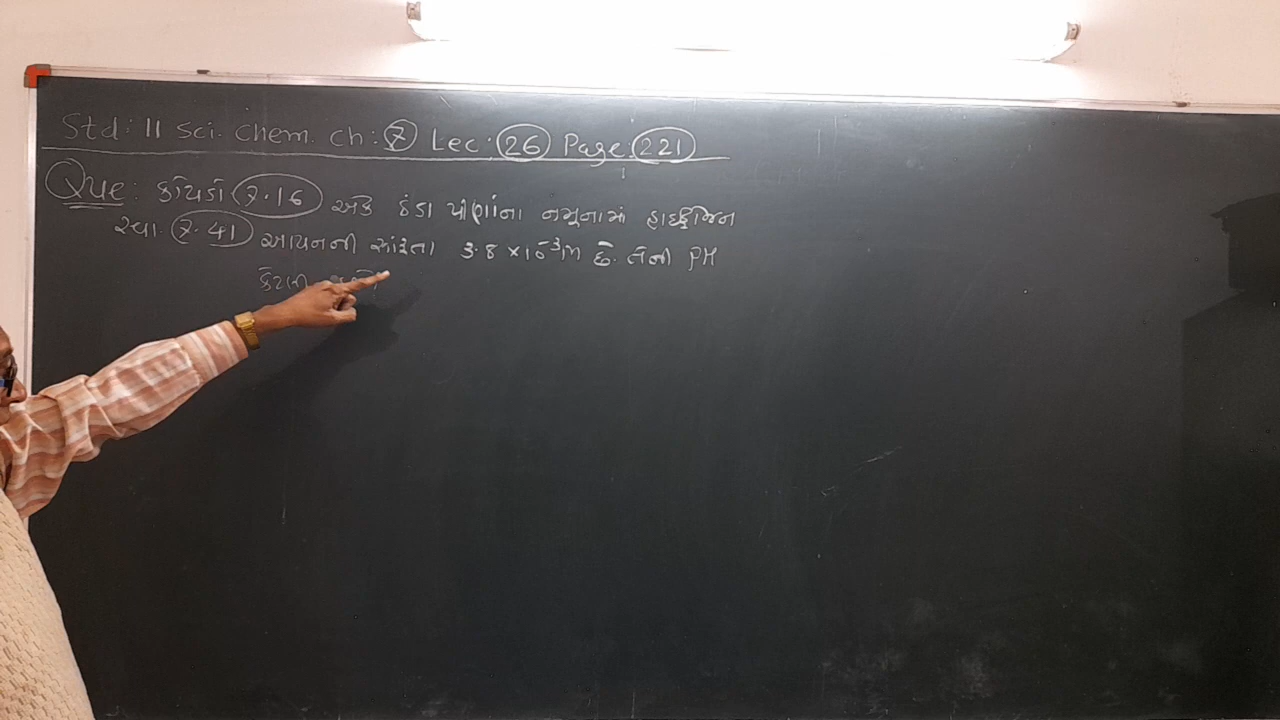 Std: 11 Sci. Chem. Ch: 7 Lec: 26 Page: 221
Que: કોયડો 7.16 એક ઠંડા પીણાંના નમૂનામાં હાઇડ્રોજન
સ્વા. 7.41 આયનની સાંદ્રતા 3.8 × 10⁻³M છે. તેની PH
કેટલી